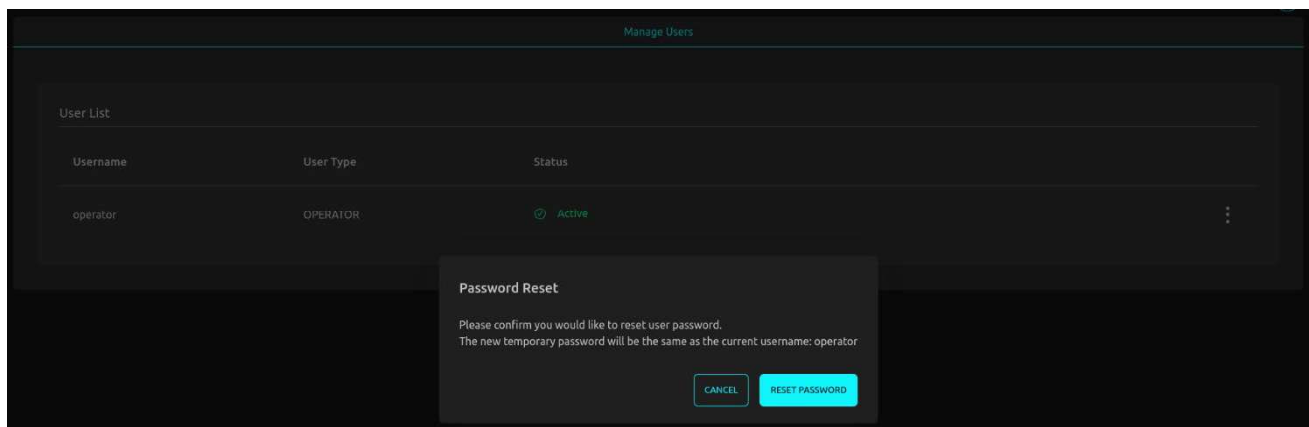 Manage Users
User List
Username User Type Status
operator OPERATOR Active
Password Reset
Please confirm you would like to reset user password.
The new temporary password will be the same as the current username: operator
CANCEL RESET PASSWORD